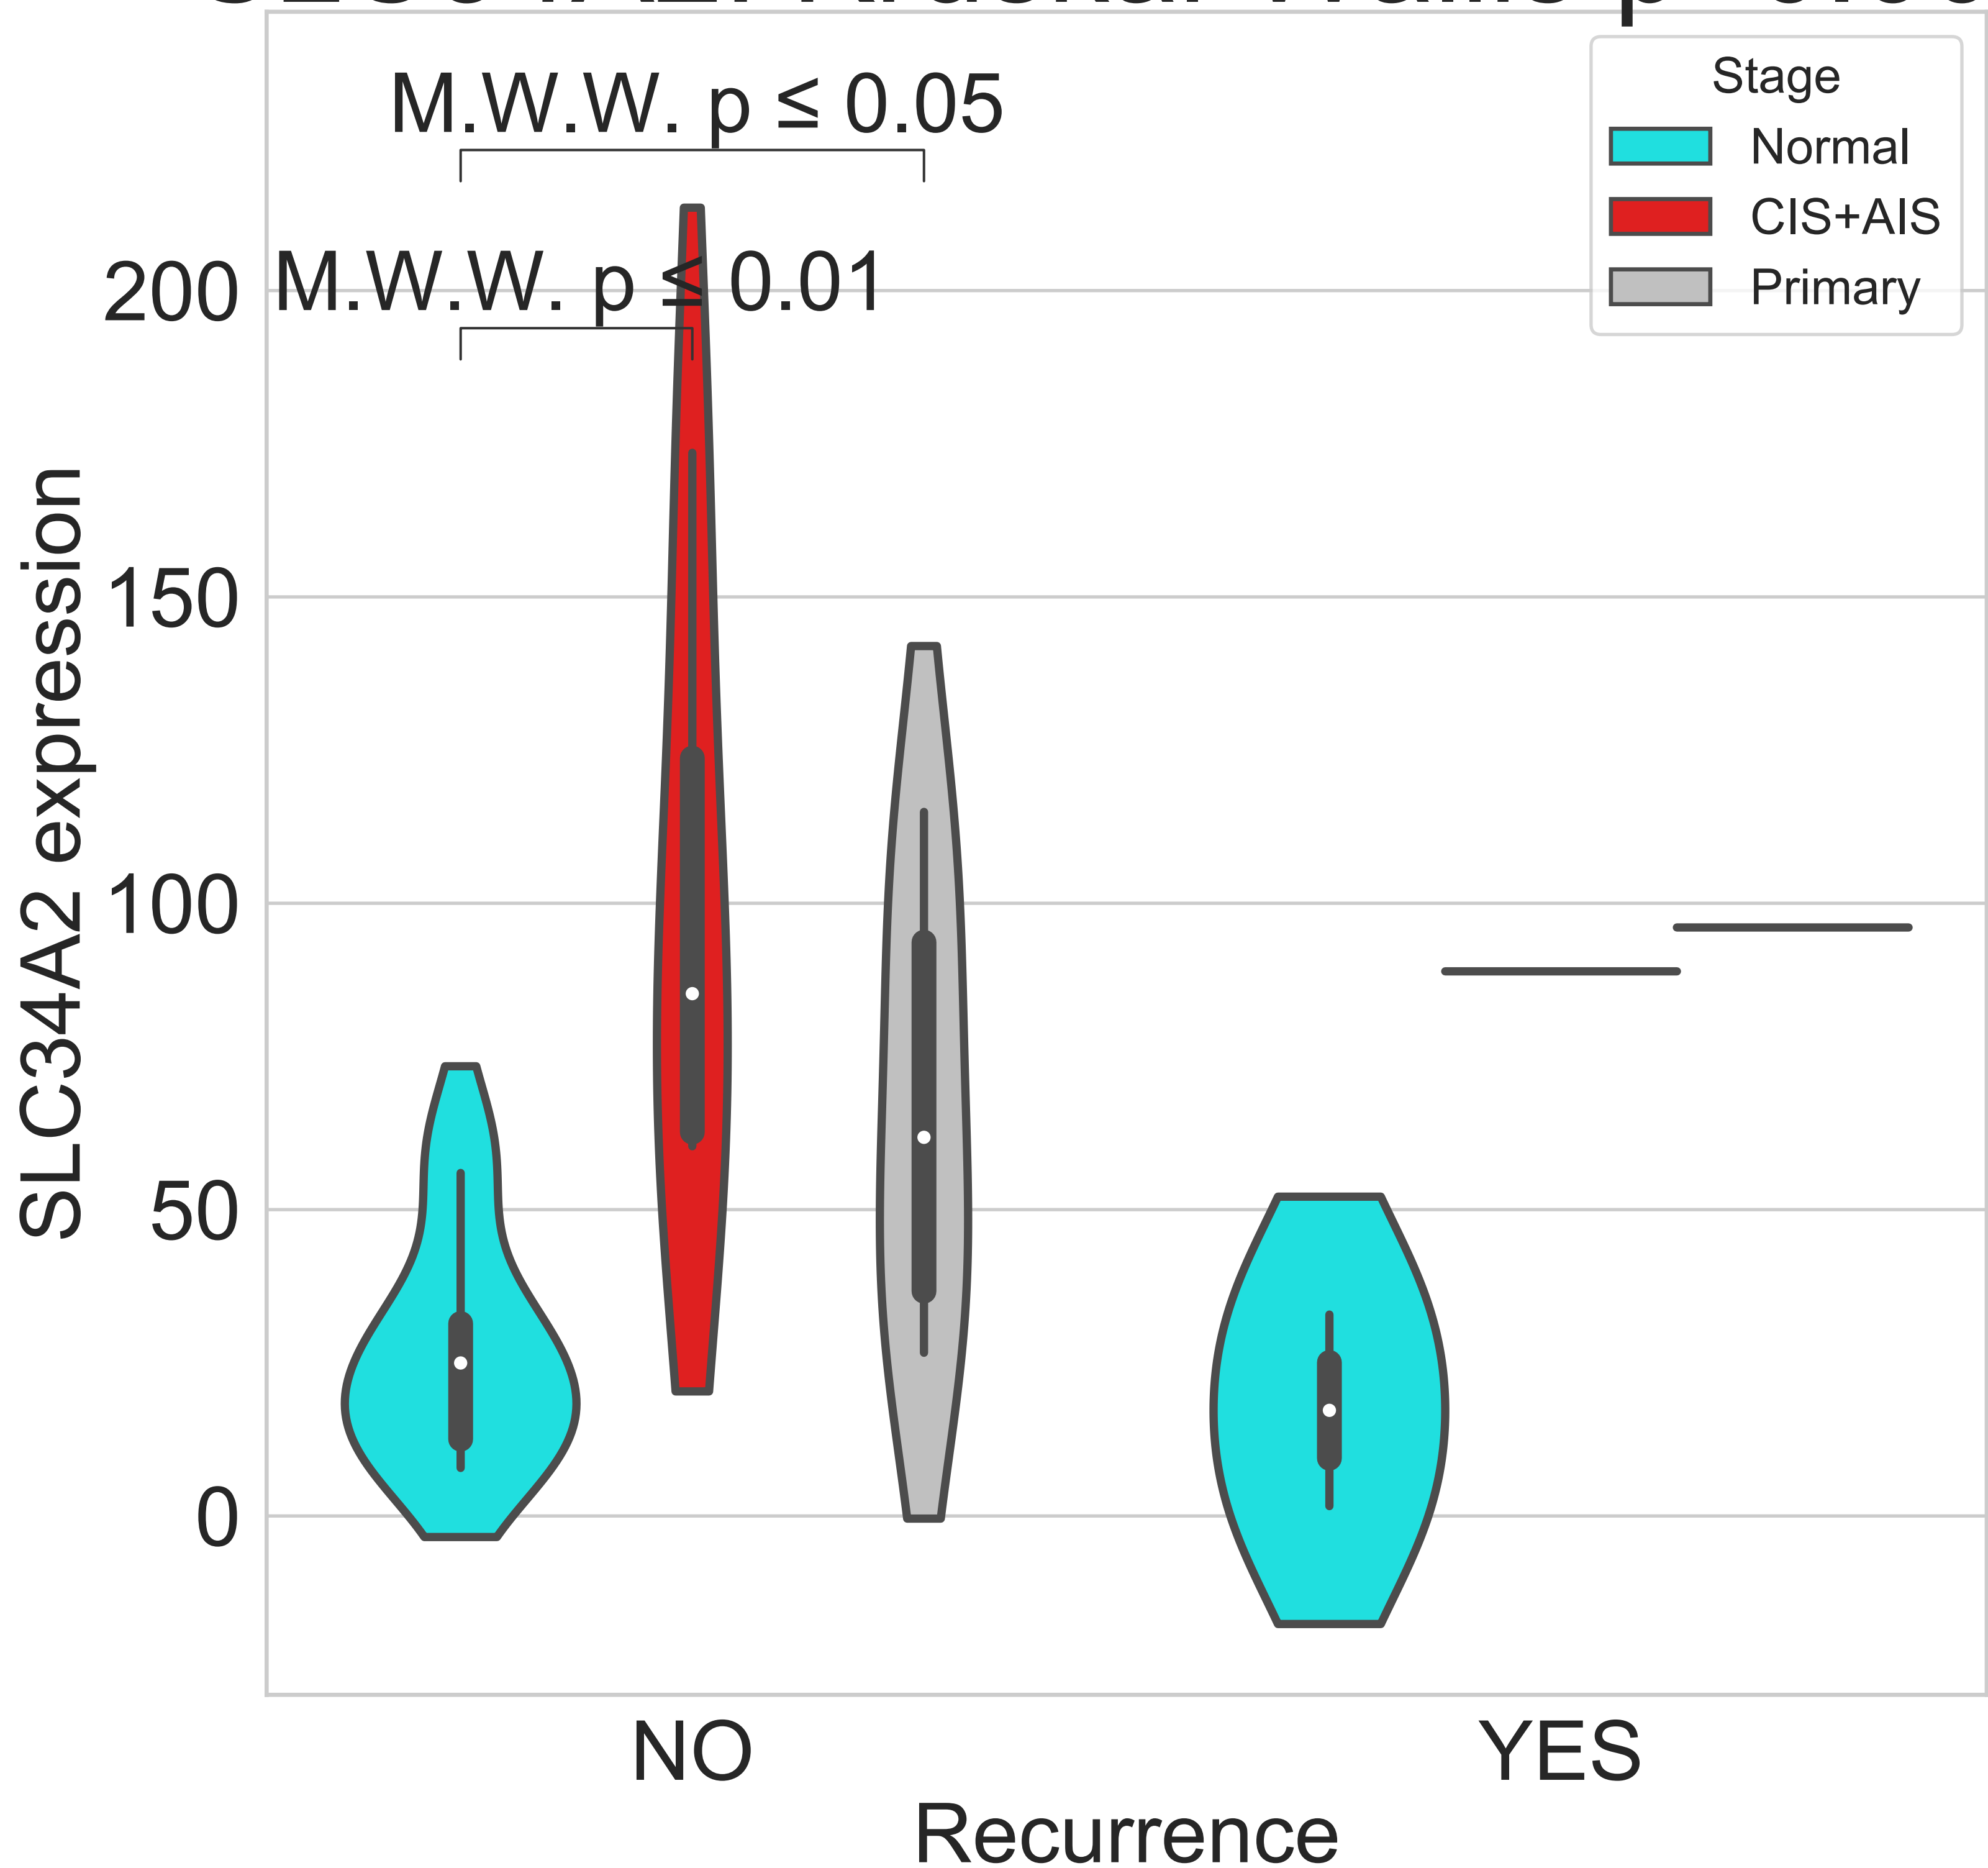 M.W.W. p ≤ 0.05
M.W.W. p ≤ 0.01
Stage
Normal
CIS+AIS
Primary
200
150
100
50
0
SLC34A2 expression
NO
YES
Recurrence